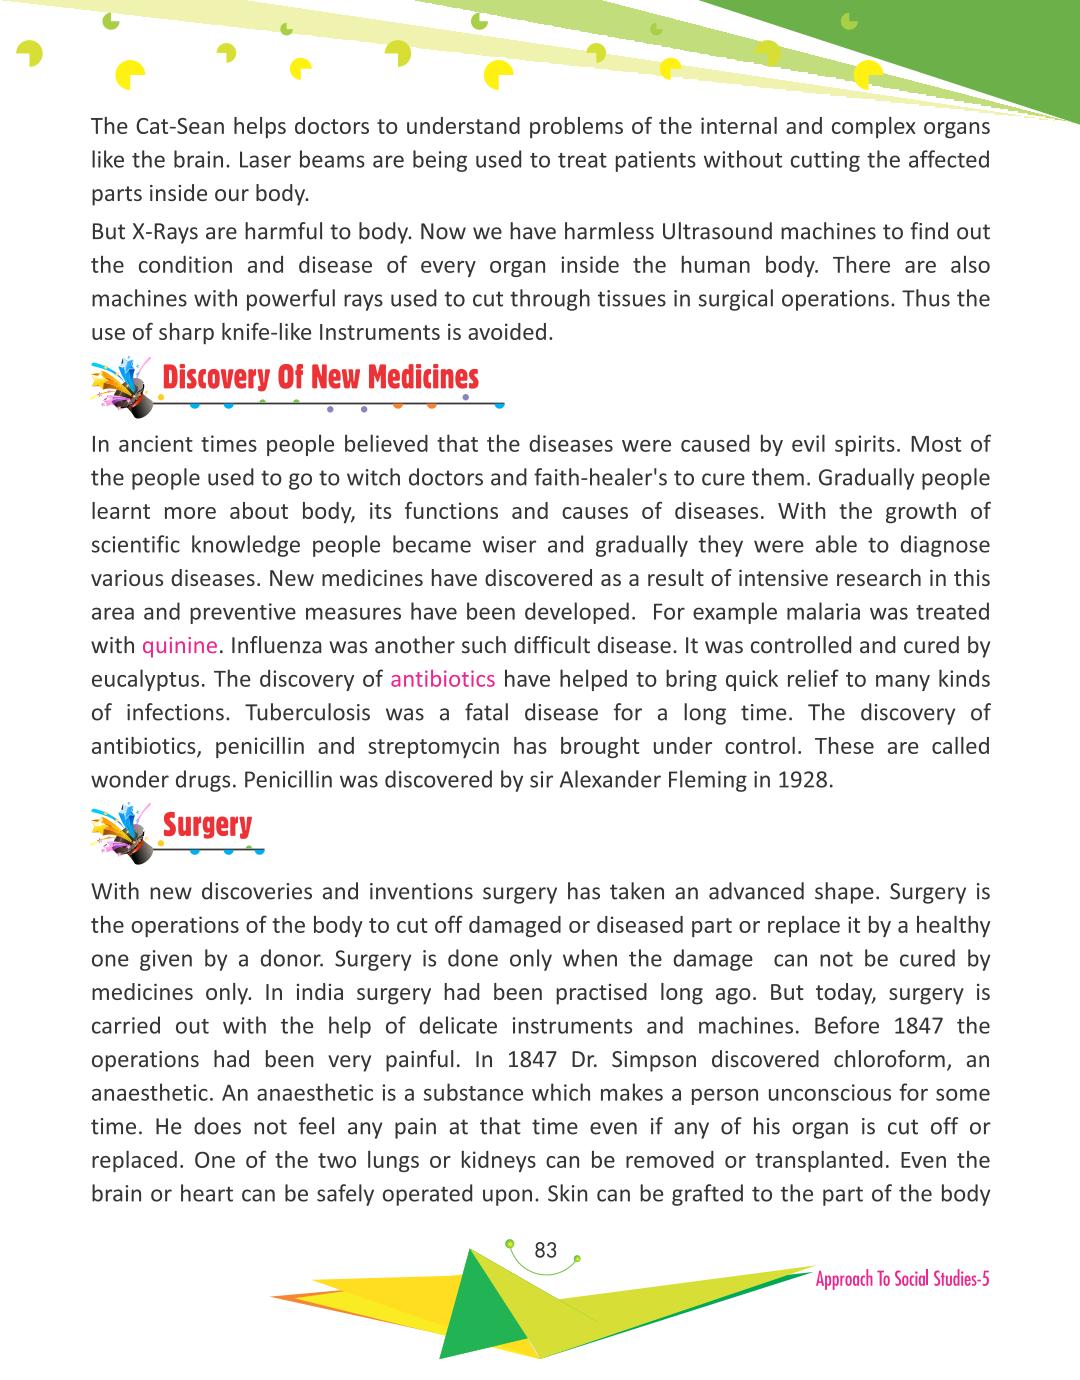 The Cat-Sean helps doctors to understand problems of the internal and complex organs
like the brain. Laser beams are being used to treat patients without cutting the affected
parts inside our body.
But X-Rays are harmful to body. Now we have harmless Ultrasound machines to find out
the condition and disease of every organ inside the human body. There are also
machines with powerful rays used to cut through tissues in surgical operations. Thus the
use of sharp knife-like Instruments is avoided.
Discovery Of New Medicines
In ancient times people believed that the diseases were caused by evil spirits. Most of
the people used to go to witch doctors and faith-healer's to cure them. Gradually people
learnt more about body, its functions and causes of diseases. With the growth of
scientific knowledge people became wiser and gradually they were able to diagnose
various diseases. New medicines have discovered as a result of intensive research in this
area and preventive measures have been developed.  For example malaria was treated
with quinine. Influenza was another such difficult disease. It was controlled and cured by
eucalyptus. The discovery of antibiotics have helped to bring quick relief to many kinds
of infections. Tuberculosis was a fatal disease for a long time. The discovery of
antibiotics, penicillin and streptomycin has brought under control. These are called
wonder drugs. Penicillin was discovered by sir Alexander Fleming in 1928.
Surgery
With new discoveries and inventions surgery has taken an advanced shape. Surgery is
the operations of the body to cut off damaged or diseased part or replace it by a healthy
one given by a donor. Surgery is done only when the damage  can not be cured by
medicines only. In india surgery had been practised long ago. But today, surgery is
carried out with the help of delicate instruments and machines. Before 1847 the
operations had been very painful. In 1847 Dr. Simpson discovered chloroform, an
anaesthetic. An anaesthetic is a substance which makes a person unconscious for some
time. He does not feel any pain at that time even if any of his organ is cut off or
replaced. One of the two lungs or kidneys can be removed or transplanted. Even the
brain or heart can be safely operated upon. Skin can be grafted to the part of the body
83
Approach To Social Studies-5